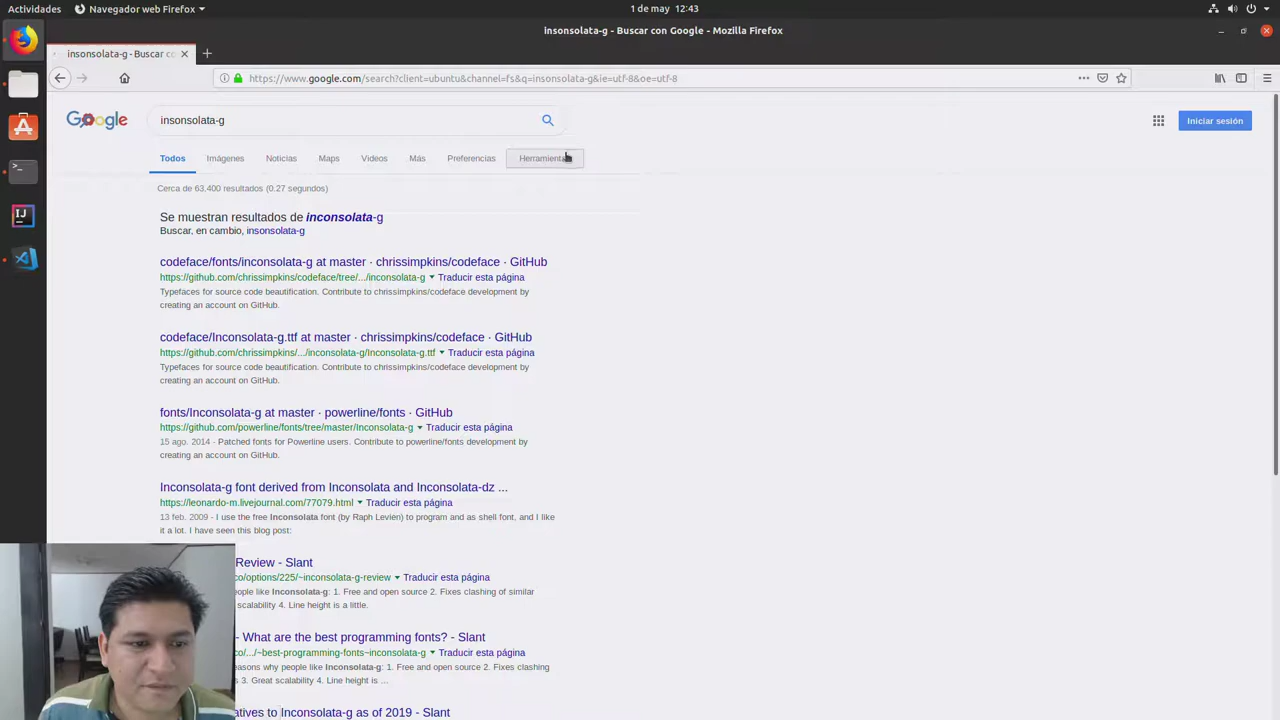 Actividades Navegador web Firefox 1 de may 12:43
insonsolata-g - Buscar con Google - Mozilla Firefox
insonsolata-g - Buscar co
https://www.google.com/search?client=ubuntu&channel=fs&q=insonsolata-g&ie=utf-8&oe=utf-8
Google insonsolata-g Iniciar sesión
Todos Imágenes Noticias Maps Videos Más Preferencias Herramientas
Cerca de 63,400 resultados (0.27 segundos)
Se muestran resultados de inconsolata-g
Buscar, en cambio, insonsolata-g
codeface/fonts/inconsolata-g at master · chrissimpkins/codeface · GitHub
https://github.com/chrissimpkins/codeface/tree/.../inconsolata-g Traducir esta página
Typefaces for source code beautification. Contribute to chrissimpkins/codeface development by
creating an account on GitHub.
codeface/Inconsolata-g.ttf at master · chrissimpkins/codeface · GitHub
https://github.com/chrissimpkins/.../inconsolata-g/Inconsolata-g.ttf Traducir esta página
Typefaces for source code beautification. Contribute to chrissimpkins/codeface development by
creating an account on GitHub.
fonts/Inconsolata-g at master · powerline/fonts · GitHub
https://github.com/powerline/fonts/tree/master/Inconsolata-g Traducir esta página
15 ago. 2014 - Patched fonts for Powerline users. Contribute to powerline/fonts development by
creating an account on GitHub.
Inconsolata-g font derived from Inconsolata and Inconsolata-dz ...
https://leonardo-m.livejournal.com/77079.html Traducir esta página
13 feb. 2009 - I use the free Inconsolata font (by Raph Levien) to program and as shell font, and I like
it a lot. I have seen this blog post:
Review - Slant
co/options/225/~inconsolata-g-review Traducir esta página
people like Inconsolata-g: 1. Free and open source 2. Fixes clashing of similar
scalability 4. Line height is a little.
- What are the best programming fonts? - Slant
co/.../~best-programming-fonts~inconsolata-g Traducir esta página
reasons why people like Inconsolata-g: 1. Free and open source 2. Fixes clashing
s 3. Great scalability 4. Line height is ...
atives to Inconsolata-g as of 2019 - Slant